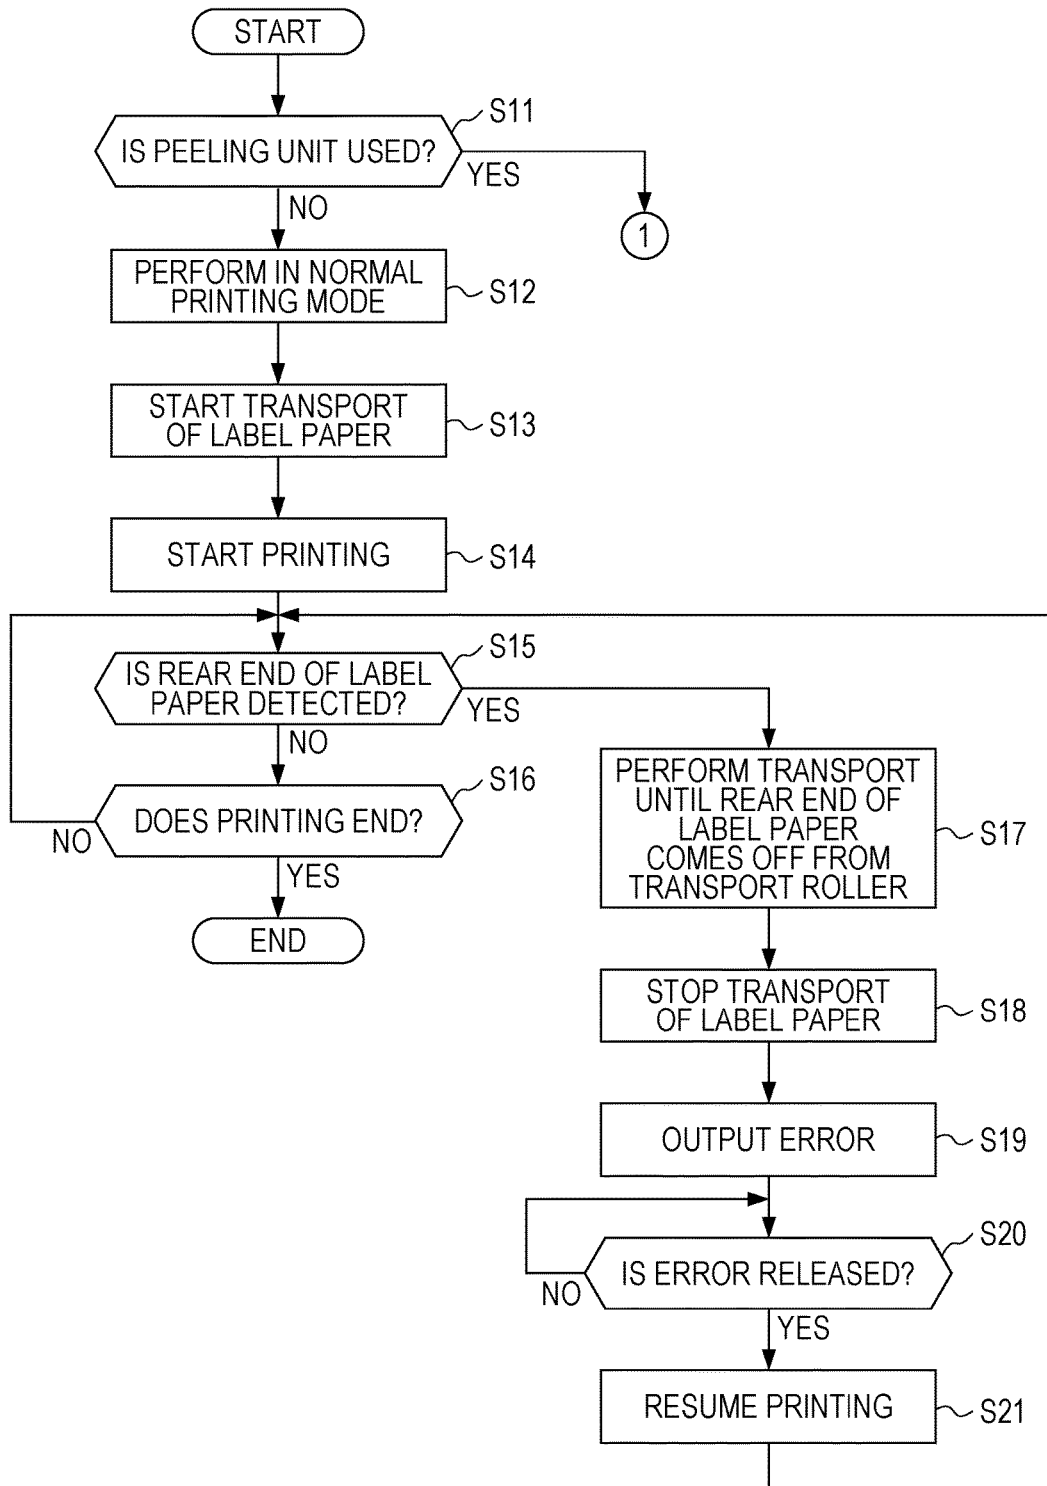 START
S11
IS PEELING UNIT USED?
YES
NO
1
PERFORM IN NORMAL
PRINTING MODE
S12
START TRANSPORT
OF LABEL PAPER
S13
START PRINTING
S14
S15
IS REAR END OF LABEL
PAPER DETECTED?
YES
NO
S16
DOES PRINTING END?
NO
YES
END
PERFORM TRANSPORT
UNTIL REAR END OF
LABEL PAPER
COMES OFF FROM
TRANSPORT ROLLER
S17
STOP TRANSPORT
OF LABEL PAPER
S18
OUTPUT ERROR
S19
S20
IS ERROR RELEASED?
NO
YES
RESUME PRINTING
S21